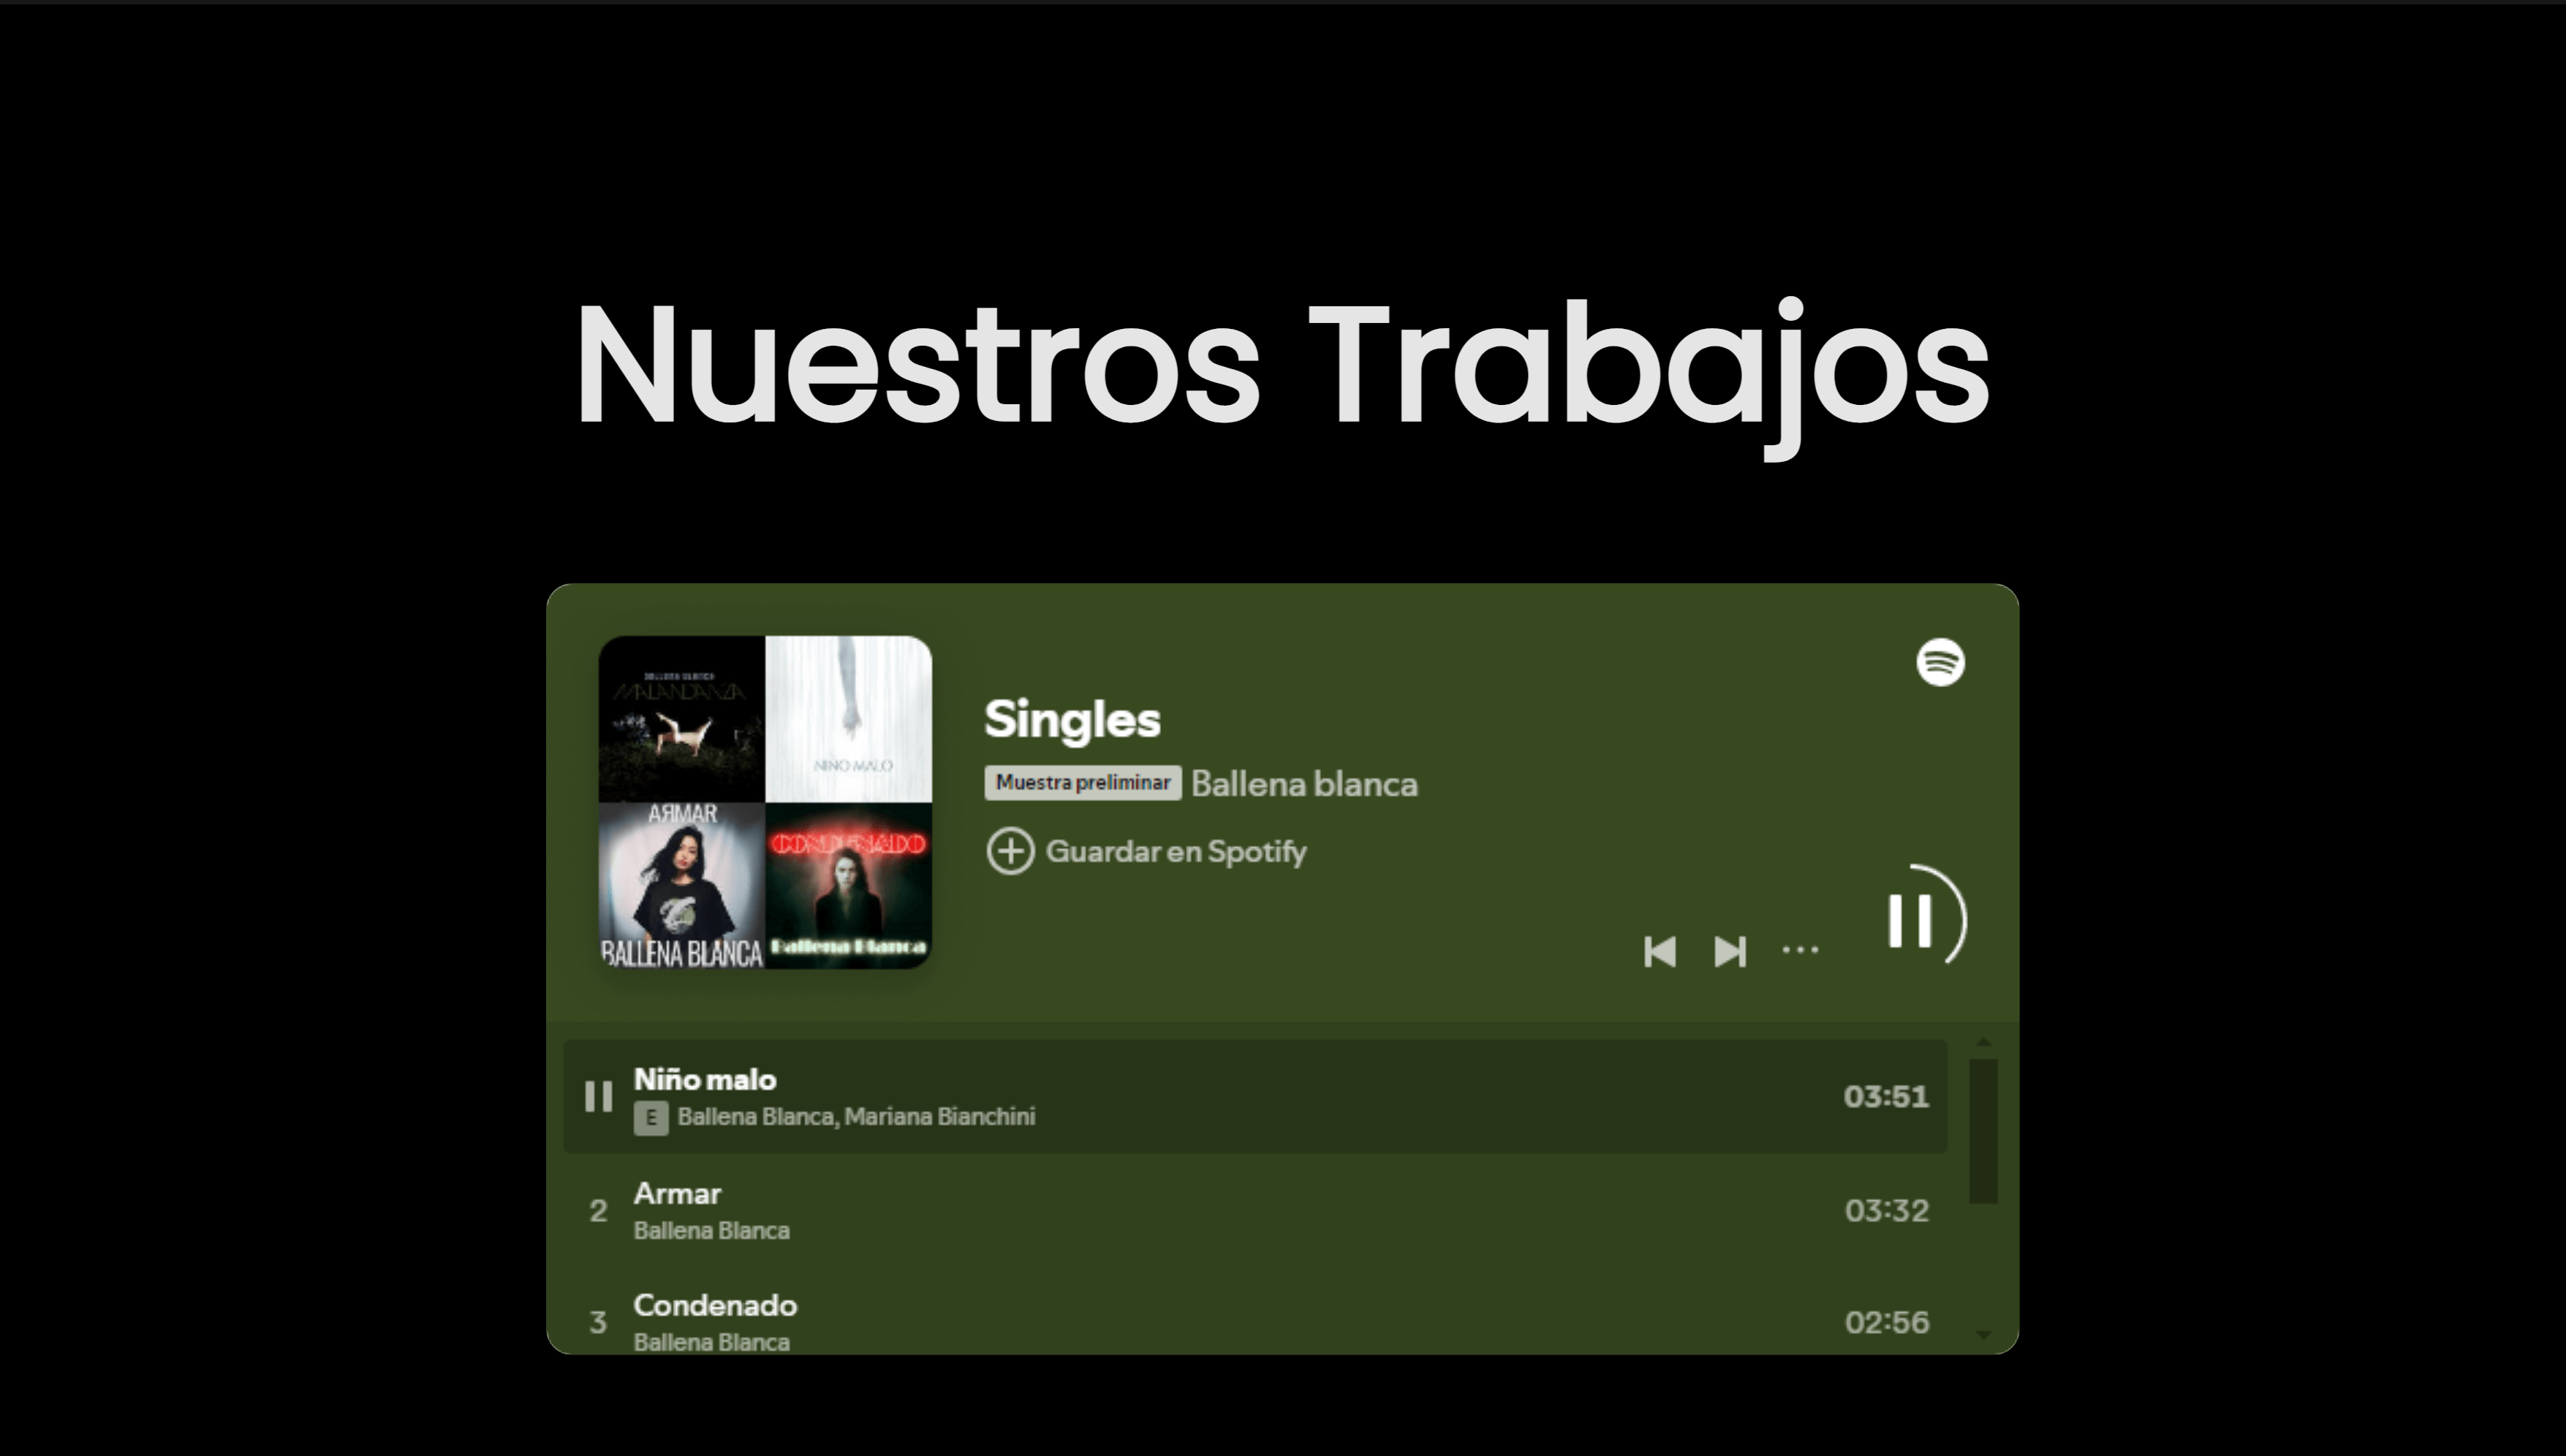 Nuestros Trabajos
BALLENA BLANCA
MALANDANZA
NIÑO MALO
ARMAR
BALLENA BLANCA
CONDENADO
Ballena Blanca
Singles
Muestra preliminar Ballena blanca
Guardar en Spotify
Niño malo
E Ballena Blanca, Mariana Bianchini
03:51
2
Armar
Ballena Blanca
03:32
3
Condenado
Ballena Blanca
02:56